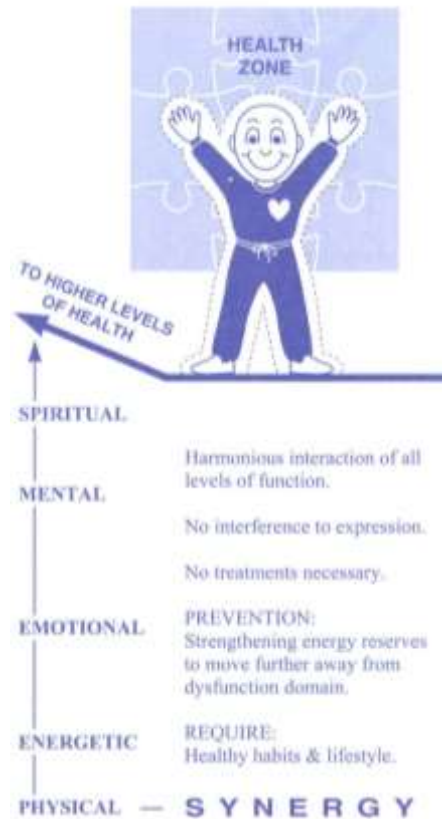 HEALTH
ZONE
TO HIGHER LEVELS
OF HEALTH
SPIRITUAL
MENTAL
EMOTIONAL
ENERGETIC
PHYSICAL — SYNERGY
Harmonious interaction of all
levels of function.
No interference to expression.
No treatments necessary.
PREVENTION:
Strengthening energy reserves
to move further away from
dysfunction domain.
REQUIRE:
Healthy habits & lifestyle.